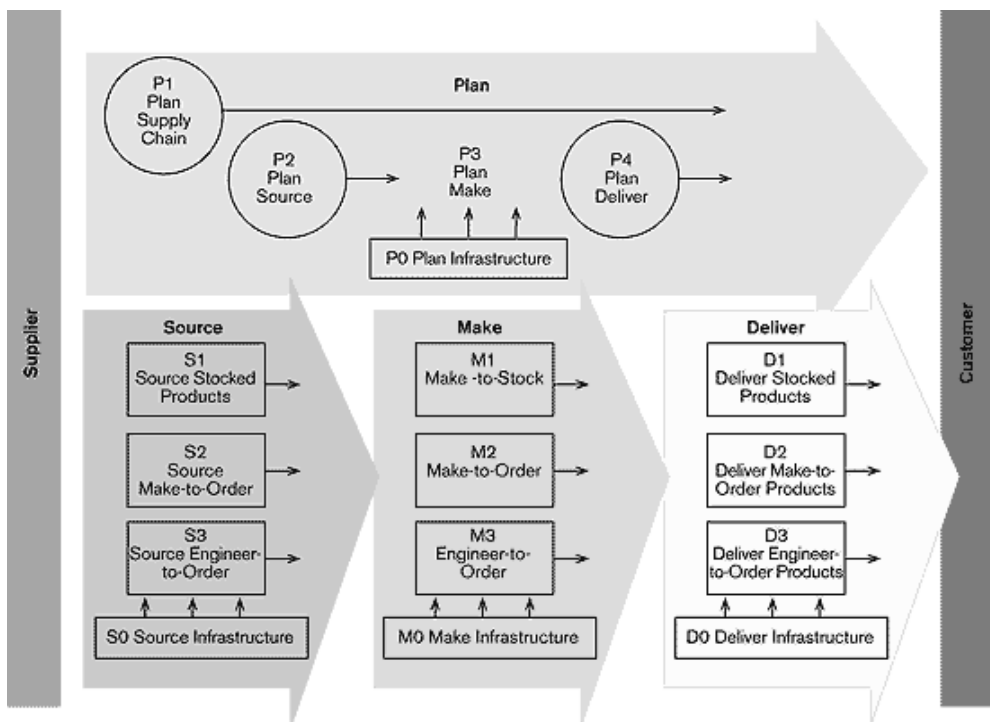 Supplier
Plan
P1
Plan
Supply
Chain
P2
Plan
Source
P3
Plan
Make
P4
Plan
Deliver
P0 Plan Infrastructure
Source
S1
Source Stocked
Products
S2
Source
Make-to-Order
S3
Source Engineer-
to-Order
S0 Source Infrastructure
Make
M1
Make -to-Stock
M2
Make-to-Order
M3
Engineer-to-
Order
M0 Make Infrastructure
Deliver
D1
Deliver Stocked
Products
D2
Deliver Make-to-
Order Products
D3
Deliver Engineer-
to-Order Products
D0 Deliver Infrastructure
Customer